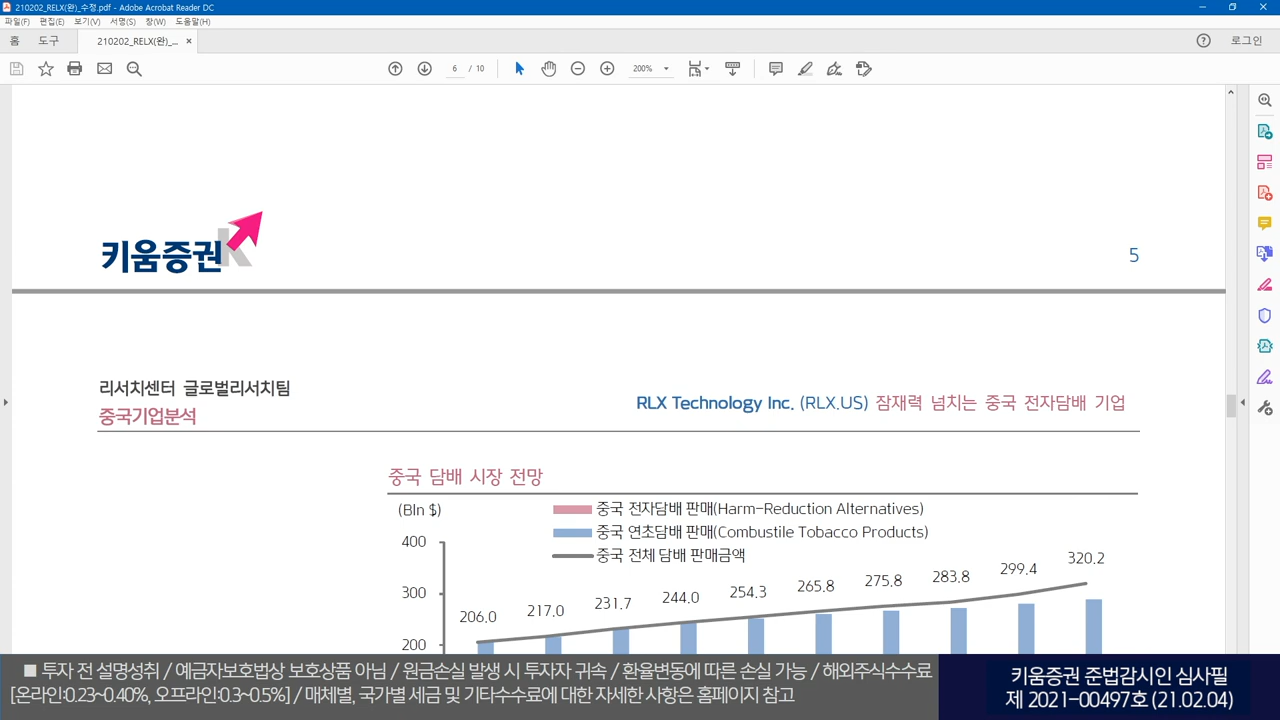 210202_RELX(완)_수정.pdf - Adobe Acrobat Reader DC
파일(F) 편집(E) 보기(V) 서명(S) 창(W) 도움말(H)
홈 도구 210202_RELX(완)_... × 로그인
6 / 10 200%
키움증권
5
리서치센터 글로벌리서치팀
중국기업분석
RLX Technology Inc. (RLX.US) 잠재력 넘치는 중국 전자담배 기업
중국 담배 시장 전망
(Bln $)
중국 전자담배 판매(Harm-Reduction Alternatives)
중국 연초담배 판매(Combustile Tobacco Products)
중국 전체 담배 판매금액
400
300
200
206.0 217.0 231.7 244.0 254.3 265.8 275.8 283.8 299.4 320.2
■ 투자 전 설명성취 / 예금자보호법상 보호상품 아님 / 원금손실 발생 시 투자자 귀속 / 환율변동에 따른 손실 가능 / 해외주식수수료
[온라인:0.23~0.40%, 오프라인:0.3~0.5%] / 매체별, 국가별 세금 및 기타수수료에 대한 자세한 사항은 홈페이지 참고
키움증권 준법감시인 심사필
제 2021-00497호 (21.02.04)